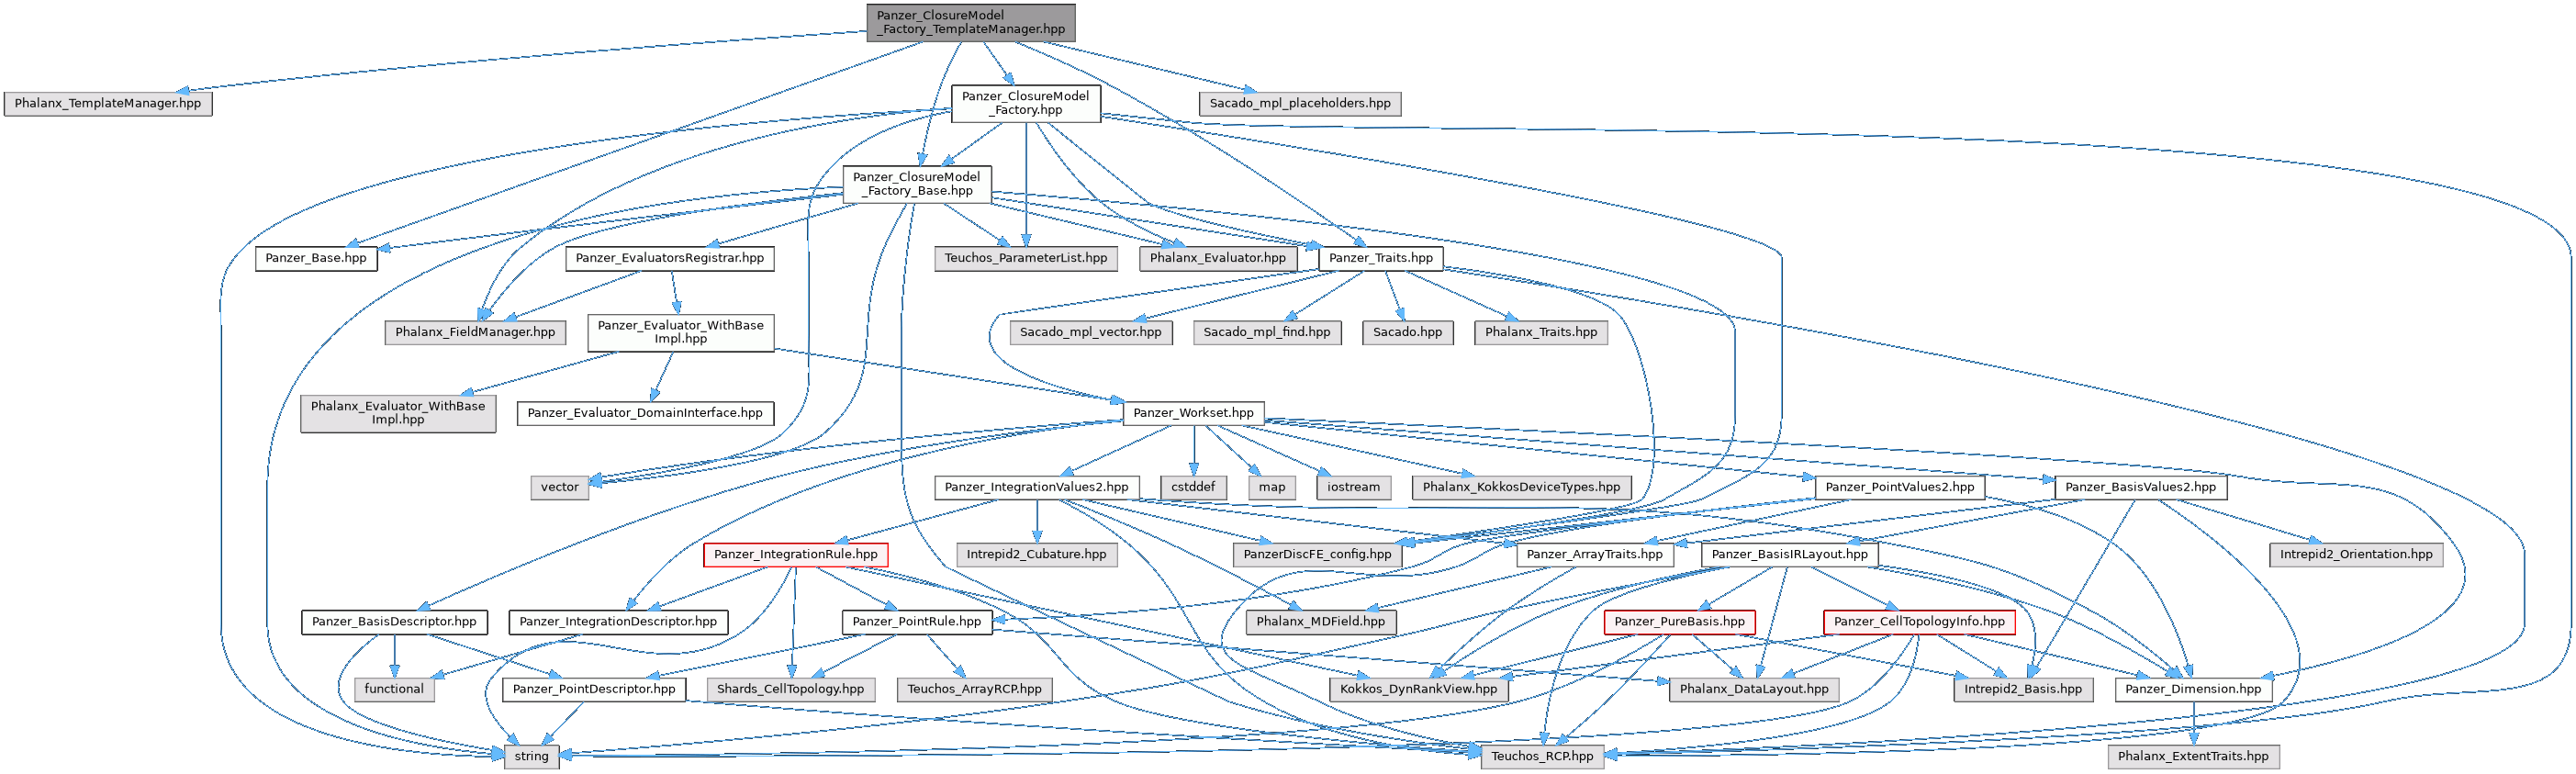 Panzer_ClosureModel
_Factory_TemplateManager.hpp
Phalanx_TemplateManager.hpp
Panzer_ClosureModel
_Factory.hpp
Sacado_mpl_placeholders.hpp
Panzer_ClosureModel
_Factory_Base.hpp
Panzer_Base.hpp
Panzer_EvaluatorsRegistrar.hpp
Teuchos_ParameterList.hpp
Phalanx_Evaluator.hpp
Panzer_Traits.hpp
Phalanx_FieldManager.hpp
Panzer_Evaluator_WithBase
Impl.hpp
Sacado_mpl_vector.hpp
Sacado_mpl_find.hpp
Sacado.hpp
Phalanx_Traits.hpp
Phalanx_Evaluator_WithBase
Impl.hpp
Panzer_Evaluator_DomainInterface.hpp
Panzer_Workset.hpp
vector
Panzer_IntegrationValues2.hpp
cstddef
map
iostream
Phalanx_KokkosDeviceTypes.hpp
Panzer_PointValues2.hpp
Panzer_BasisValues2.hpp
Panzer_IntegrationRule.hpp
Intrepid2_Cubature.hpp
PanzerDiscFE_config.hpp
Panzer_ArrayTraits.hpp
Panzer_BasisIRLayout.hpp
Intrepid2_Orientation.hpp
Panzer_BasisDescriptor.hpp
Panzer_IntegrationDescriptor.hpp
Panzer_PointRule.hpp
Phalanx_MDField.hpp
Panzer_PureBasis.hpp
Panzer_CellTopologyInfo.hpp
functional
Panzer_PointDescriptor.hpp
Shards_CellTopology.hpp
Teuchos_ArrayRCP.hpp
Kokkos_DynRankView.hpp
Phalanx_DataLayout.hpp
Intrepid2_Basis.hpp
Panzer_Dimension.hpp
string
Teuchos_RCP.hpp
Phalanx_ExtentTraits.hpp